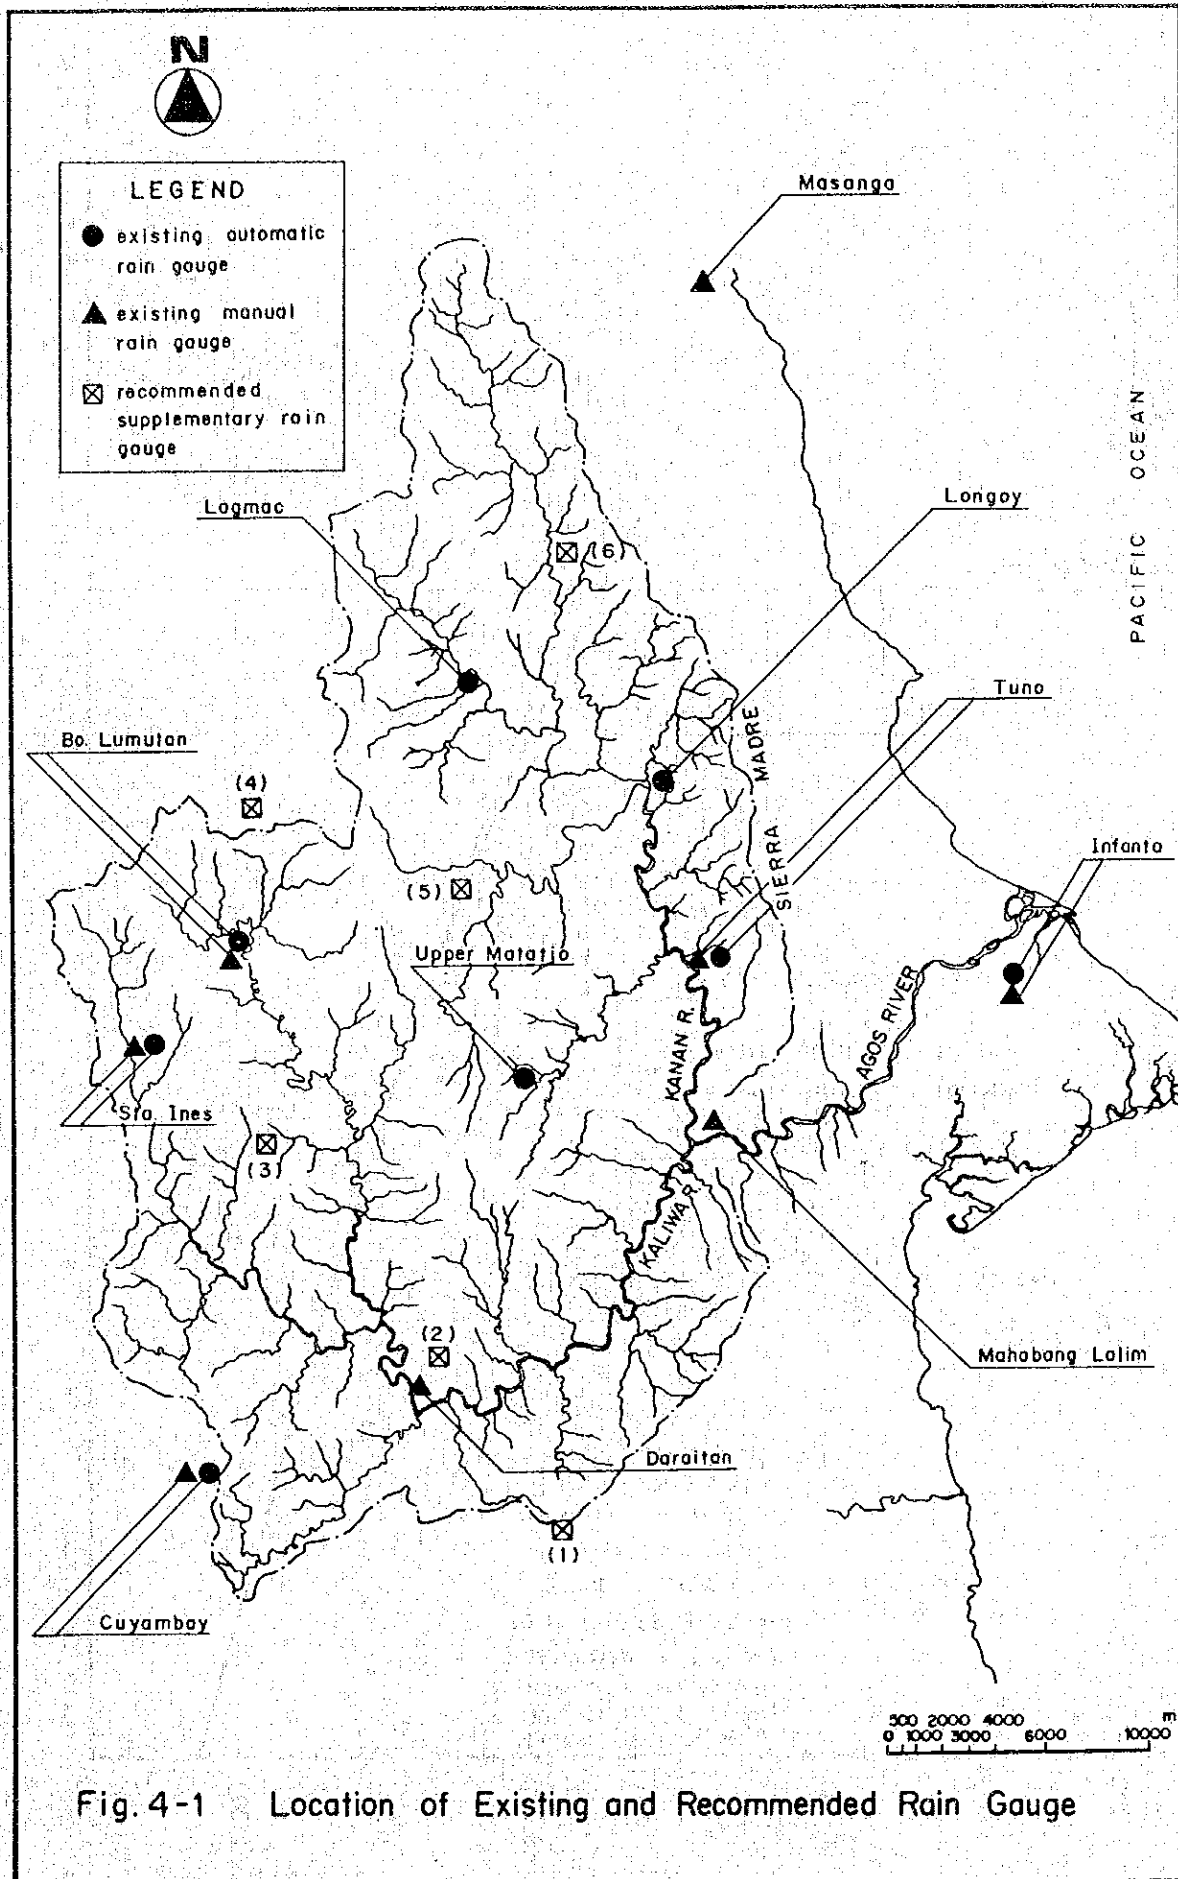 N
LEGEND
existing automatic
rain gauge
existing manual
rain gauge
recommended
supplementary rain
gauge
Masanga
PACIFIC OCEAN
Lagmac
Longoy
(6)
Tuno
Bo. Lumutan
(4)
MADRE
SIERRA
Infanta
(5)
Upper Matatio
KANAN R.
AGOS RIVER
Sta. Ines
(3)
KALIWA R.
(2)
Mahabang Lalim
Daraitan
(1)
Cuyambay
500 2000 4000
m
0 1000 3000 6000 10000
Fig. 4-1 Location of Existing and Recommended Rain Gauge